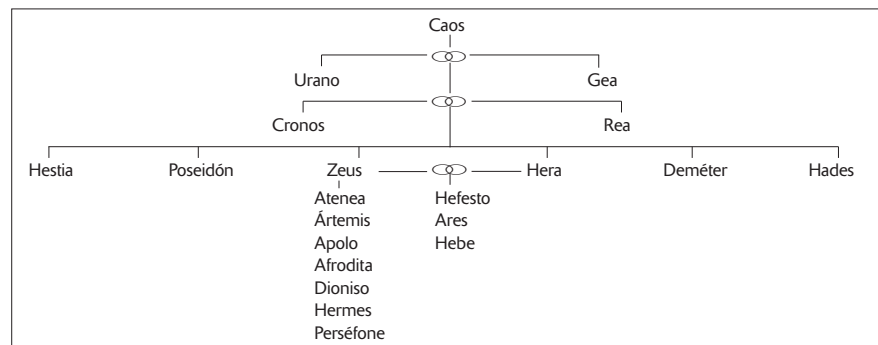 Caos
Urano Gea
Cronos Rea
Hestia Poseidón Zeus Hera Deméter Hades
Atenea Hefesto
Ártemis Ares
Apolo Hebe
Afrodita
Dioniso
Hermes
Perséfone